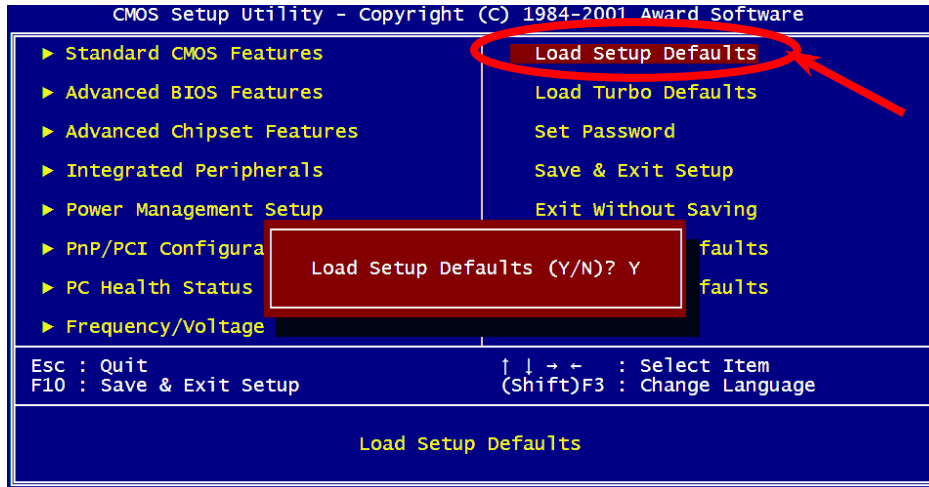 CMOS Setup Utility - Copyright (C) 1984-2001 Award Software
► Standard CMOS Features
► Advanced BIOS Features
► Advanced Chipset Features
► Integrated Peripherals
► Power Management Setup
► PnP/PCI Configura
► PC Health Status
► Frequency/Voltage
Load Setup Defaults
Load Turbo Defaults
Set Password
Save & Exit Setup
Exit Without Saving
faults
faults
Load Setup Defaults (Y/N)? Y
Esc : Quit
F10 : Save & Exit Setup
↑ ↓ → ← : Select Item
(Shift)F3 : Change Language
Load Setup Defaults